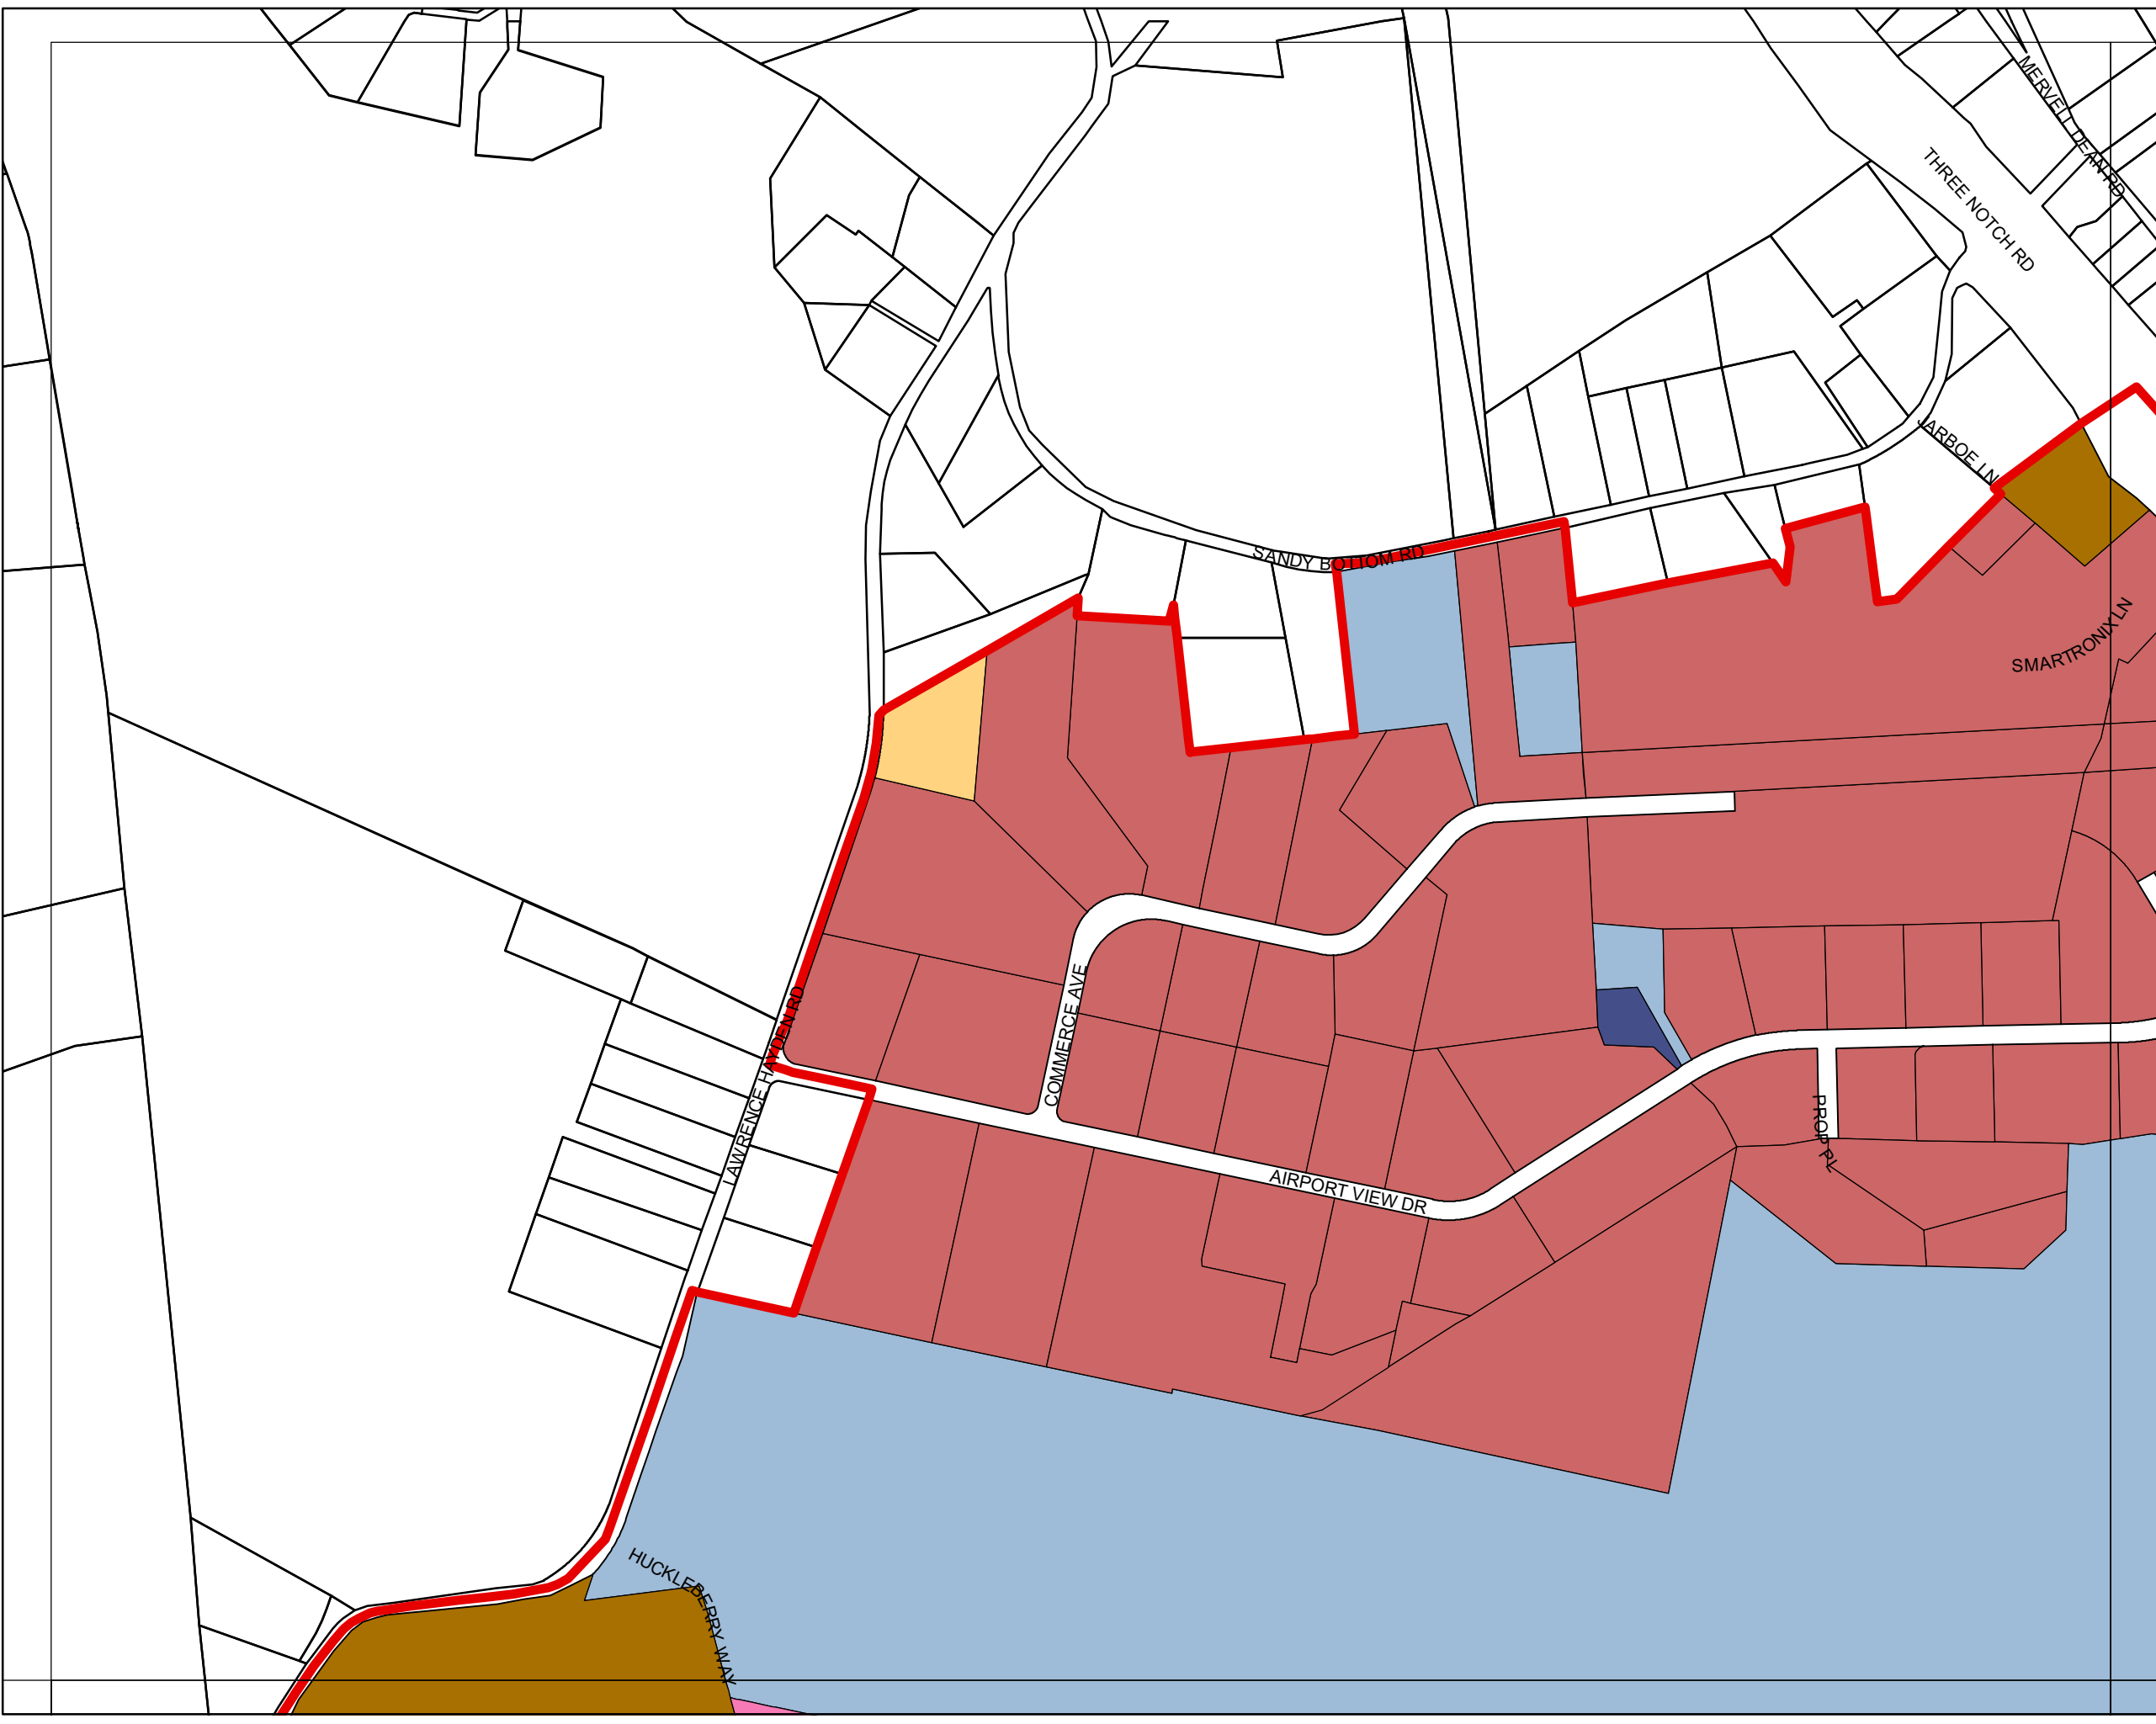 MERVELL DEAN RD
THREE NOTCH RD
JARBOE LN
SANDY BOTTOM RD
SMARTRONIX LN
LAWRENCE HAYDEN RD
COMMERCE AVE
PROP PL
AIRPORT VIEW DR
HUCKLEBERRY WAY